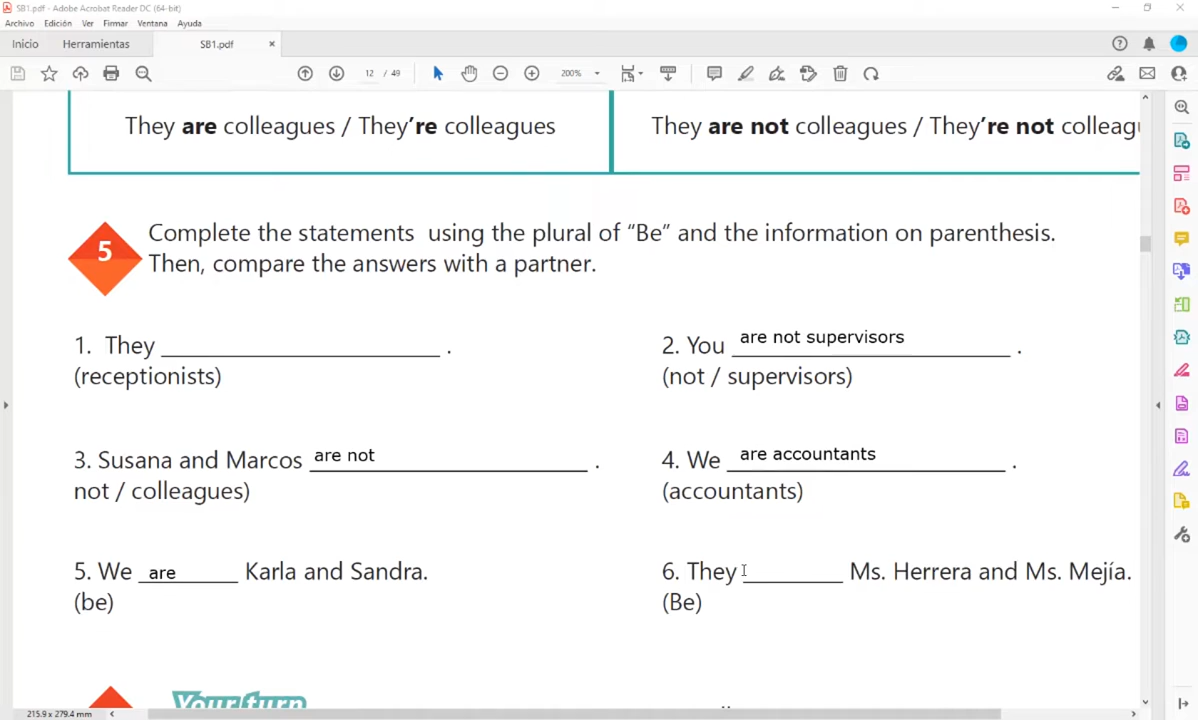 SB1.pdf - Adobe Acrobat Reader DC (64-bit)
Archivo Edición Ver Firmar Ventana Ayuda
Inicio Herramientas SB1.pdf ×
12 / 49 200%
They are colleagues / They're colleagues
They are not colleagues / They're not colleagu
5
Complete the statements using the plural of “Be” and the information on parenthesis.
Then, compare the answers with a partner.
1. They ______________________ .
(receptionists)
2. You are not supervisors .
(not / supervisors)
3. Susana and Marcos are not .
not / colleagues)
4. We are accountants .
(accountants)
5. We are Karla and Sandra.
(be)
6. They ________ Ms. Herrera and Ms. Mejía.
(Be)
Your turn
215.9 x 279.4 mm